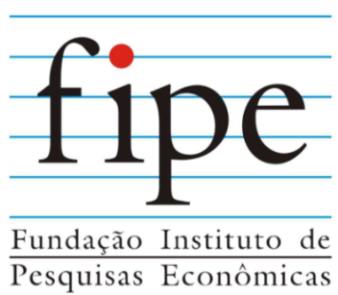 fipe
Fundação Instituto de
Pesquisas Econômicas